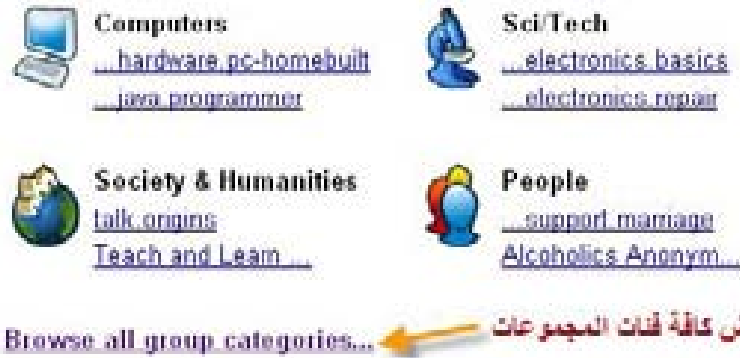 Computers
...hardware.pc-homebuilt
...java.programmer
Sci/Tech
...electronics.basics
...electronics.repair
Society & Humanities
talk.origins
Teach and Learn ...
People
...support.marriage
Alcoholics Anonym...
Browse all group categories...
كافة فئات المجموعات